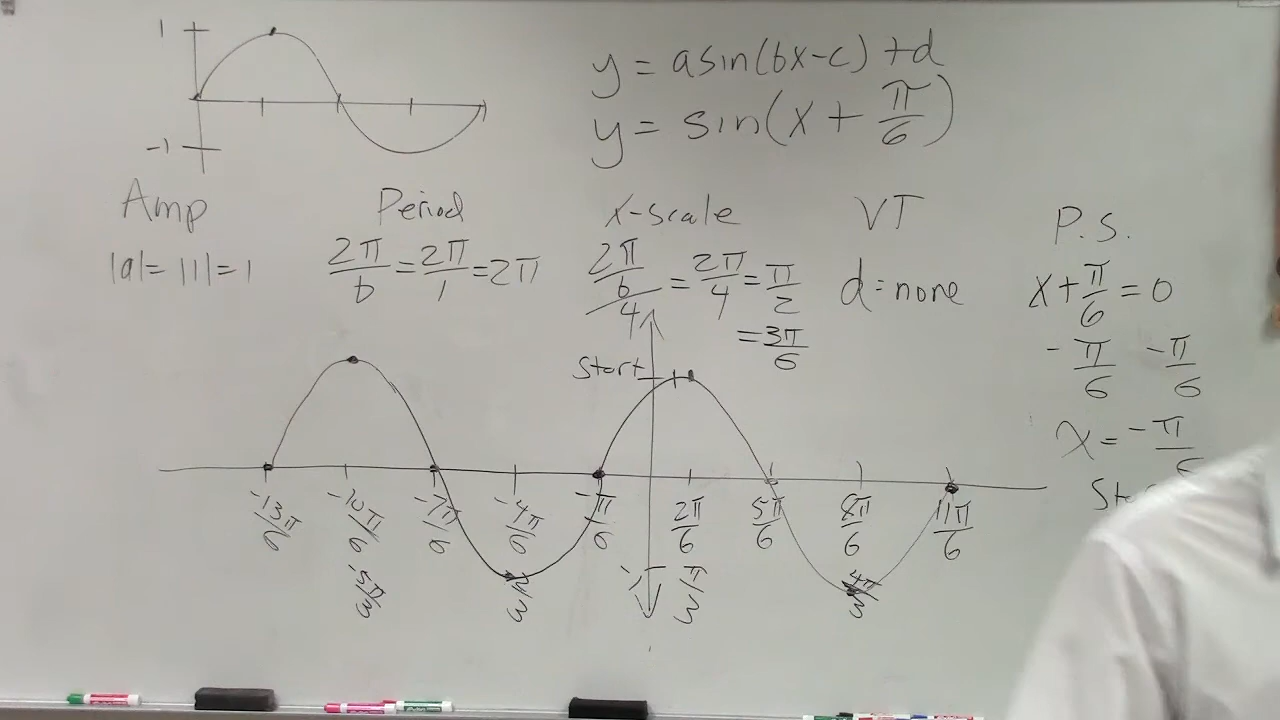 1
-1
y = asin(bx-c) + d
y = sin(x + π/6)
Amp
|a| = |1| = 1
Period
2π/b = 2π/1 = 2π
x-scale
2π/b/4 = 2π/4 = π/2
= 3π/6
VT
d = none
P.S.
x + π/6 = 0
-π/6 -π/6
x = -π/6
Start
-13π/6 -10π/6 -7π/6 -4π/6 -π/6 2π/6 5π/6 8π/6 11π/6
-5π/3 π/3 4π/3